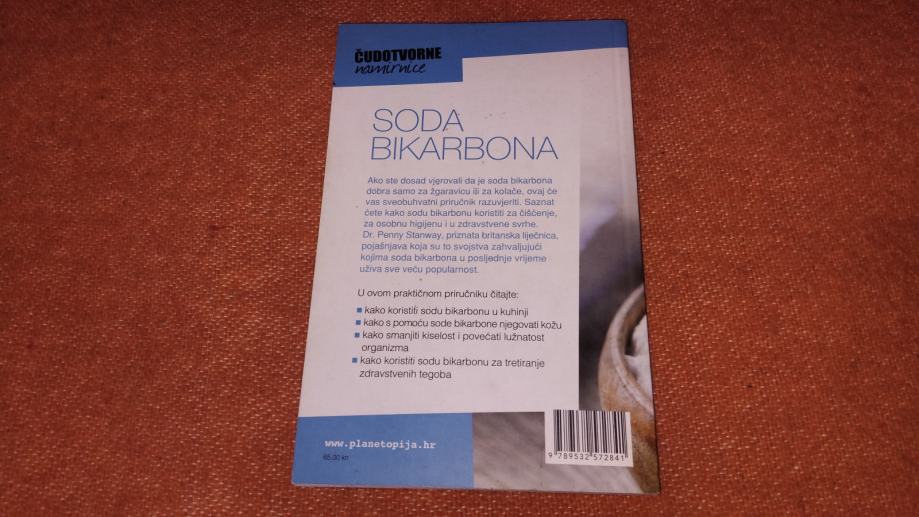 ČUDOTVORNE
namirnice
SODA
BIKARBONA
Ako ste dosad vjerovali da je soda bikarbona
dobra samo za žgaravicu ili za kolače, ovaj će
vas sveobuhvatni priručnik razuvjeriti. Saznat
ćete kako sodu bikarbonu koristiti za čišćenje,
za osobnu higijenu i u zdravstvene svrhe.
Dr. Penny Stanway, priznata britanska liječnica,
pojašnjava koja su to svojstva zahvaljujući
kojima soda bikarbona u posljednje vrijeme
uživa sve veću popularnost.
U ovom praktičnom priručniku čitajte:
■ kako koristiti sodu bikarbonu u kuhinji
■ kako s pomoću sode bikarbone njegovati kožu
■ kako smanjiti kiselost i povećati lužnatost
organizma
■ kako koristiti sodu bikarbonu za tretiranje
zdravstvenih tegoba
www.planetopija.hr
65,00 kn
9 789532 572841